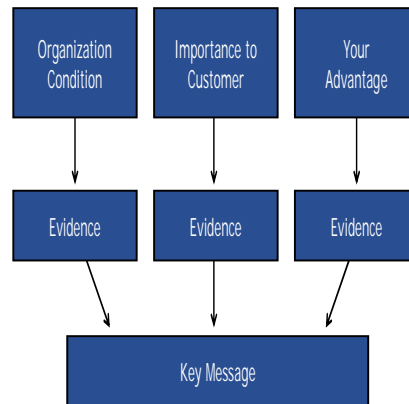 Organization
Condition
Importance to
Customer
Your
Advantage
Evidence
Evidence
Evidence
Key Message